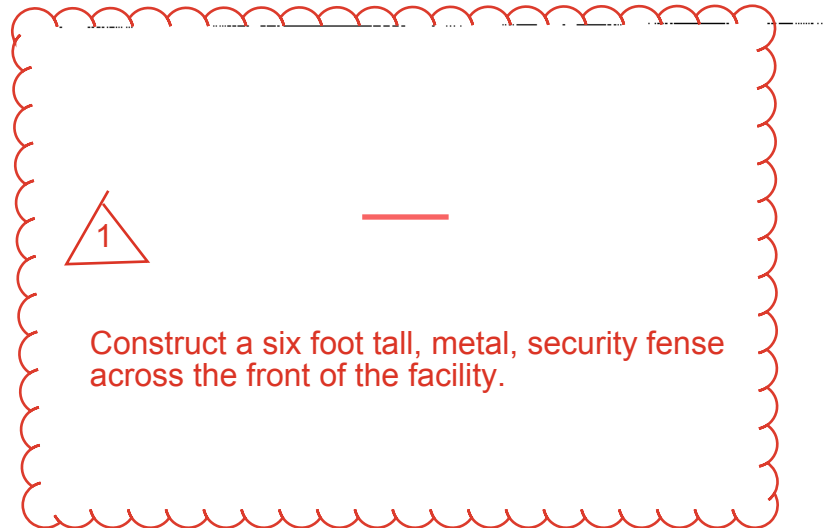 1
Construct a six foot tall, metal, security fense
across the front of the facility.